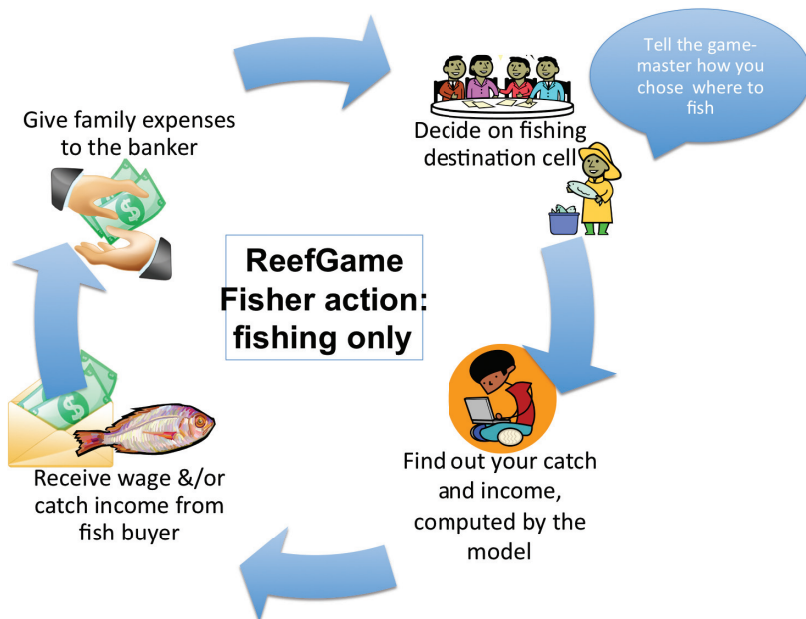 Tell the game-
master how you
chose where to
fish
Give family expenses
to the banker
Decide on fishing
destination cell
ReefGame
Fisher action:
fishing only
Find out your catch
and income,
computed by the
model
Receive wage &/or
catch income from
fish buyer